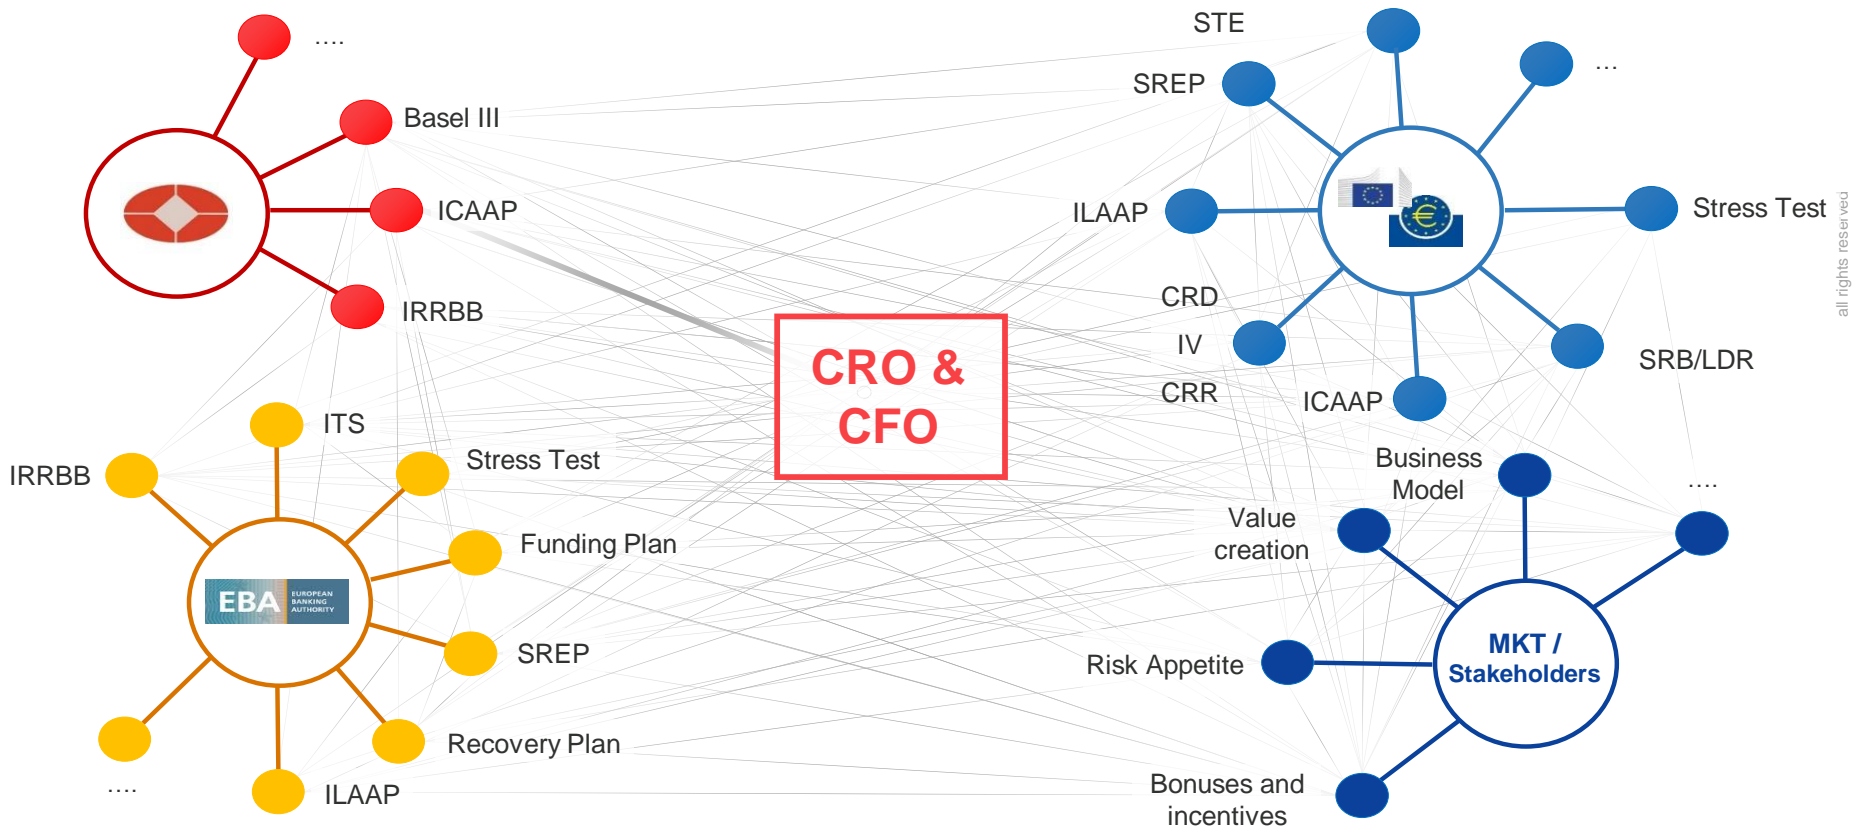 ....
Basel III
ICAAP
IRRBB
STE
SREP
...
ILAAP
Stress Test
CRD
IV
CRR
SRB/LDR
ICAAP
all rights reserved
CRO &
CFO
ITS
IRRBB
Stress Test
Funding Plan
EBA
EUROPEAN
BANKING
AUTHORITY
SREP
Recovery Plan
....
ILAAP
Business
Model
....
Value
creation
MKT /
Stakeholders
Risk Appetite
Bonuses and
incentives